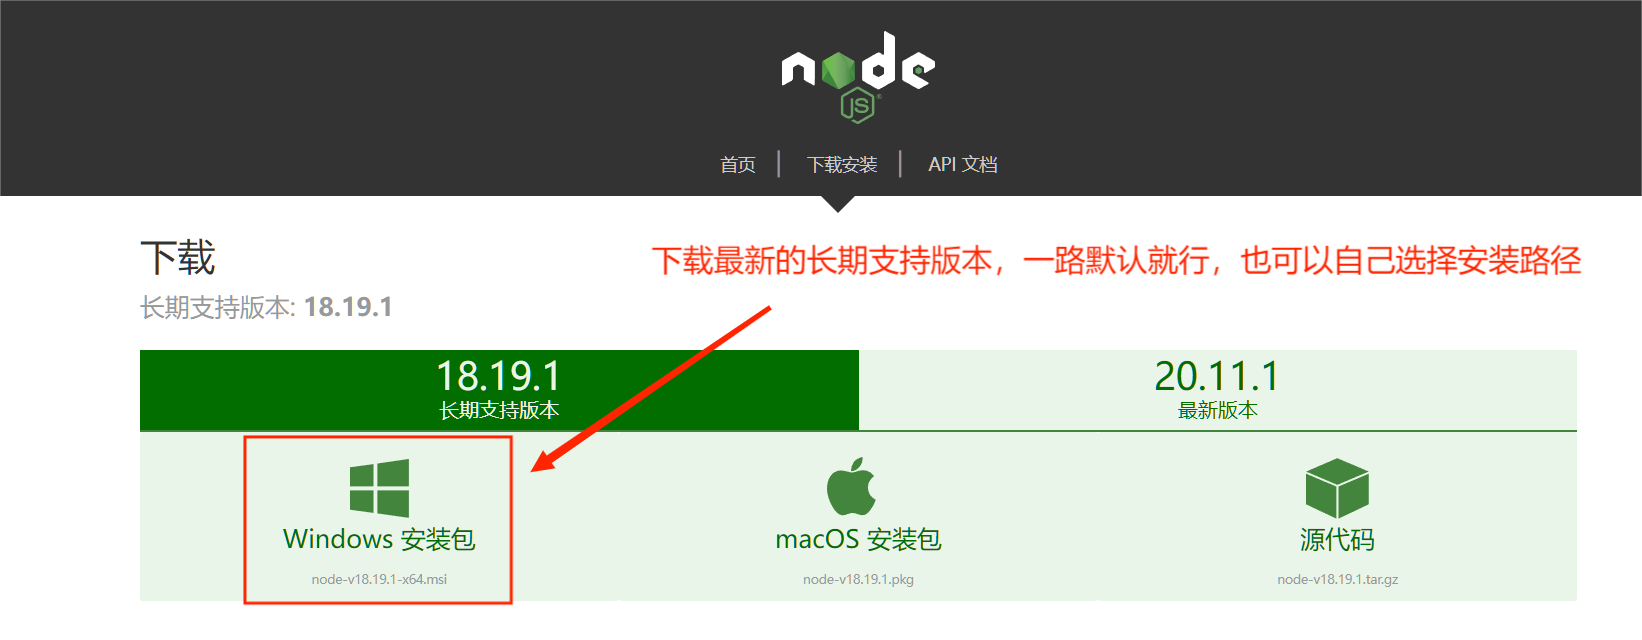 node
JS
首页 | 下载安装 | API 文档
下载
下载最新的长期支持版本，一路默认就行，也可以自己选择安装路径
长期支持版本: 18.19.1
18.19.1
长期支持版本
20.11.1
最新版本
Windows 安装包
node-v18.19.1-x64.msi
macOS 安装包
node-v18.19.1.pkg
源代码
node-v18.19.1.tar.gz